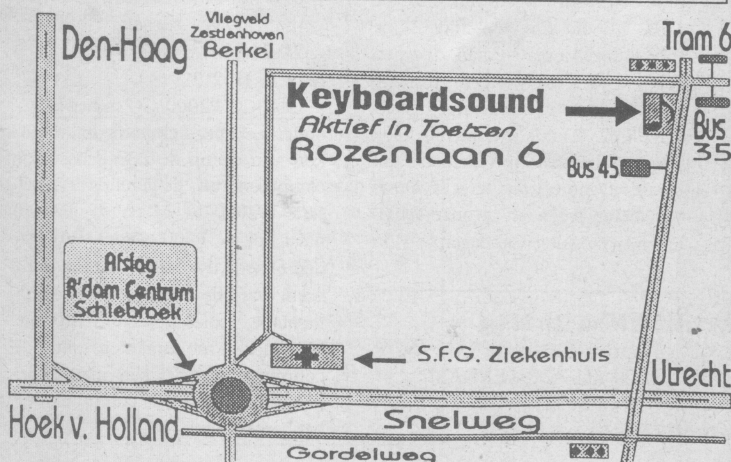 Vliegveld
Zestienhoven
Berkel
Den-Haag
Tram 6
Keyboardsound
Aktief in Toetsen
Rozenlaan 6
Bus
35
Bus 45
Afslag
R'dam Centrum
Schiebroek
S.F.G. Ziekenhuis
Utrecht
Hoek v. Holland
Snelweg
Gordelweg